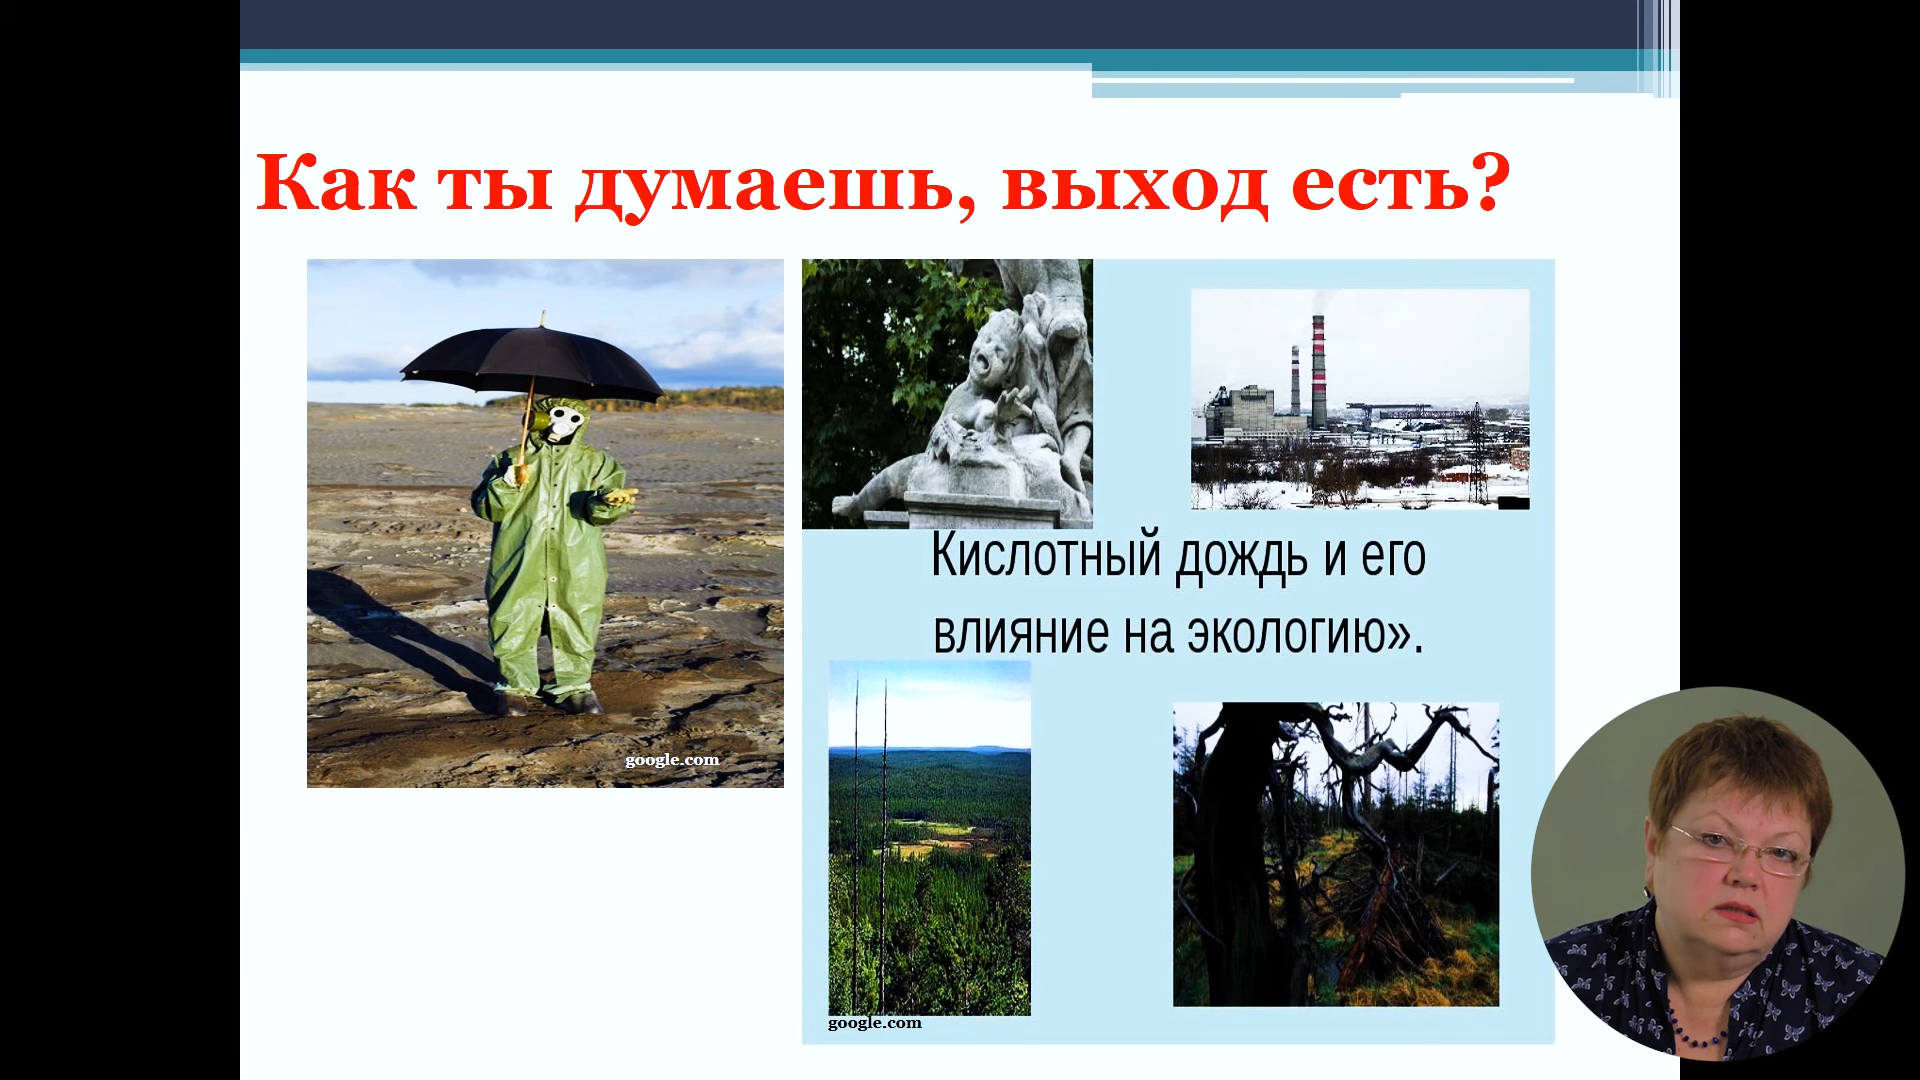 Как ты думаешь, выход есть?
google.com
Кислотный дождь и его
влияние на экологию».
google.com